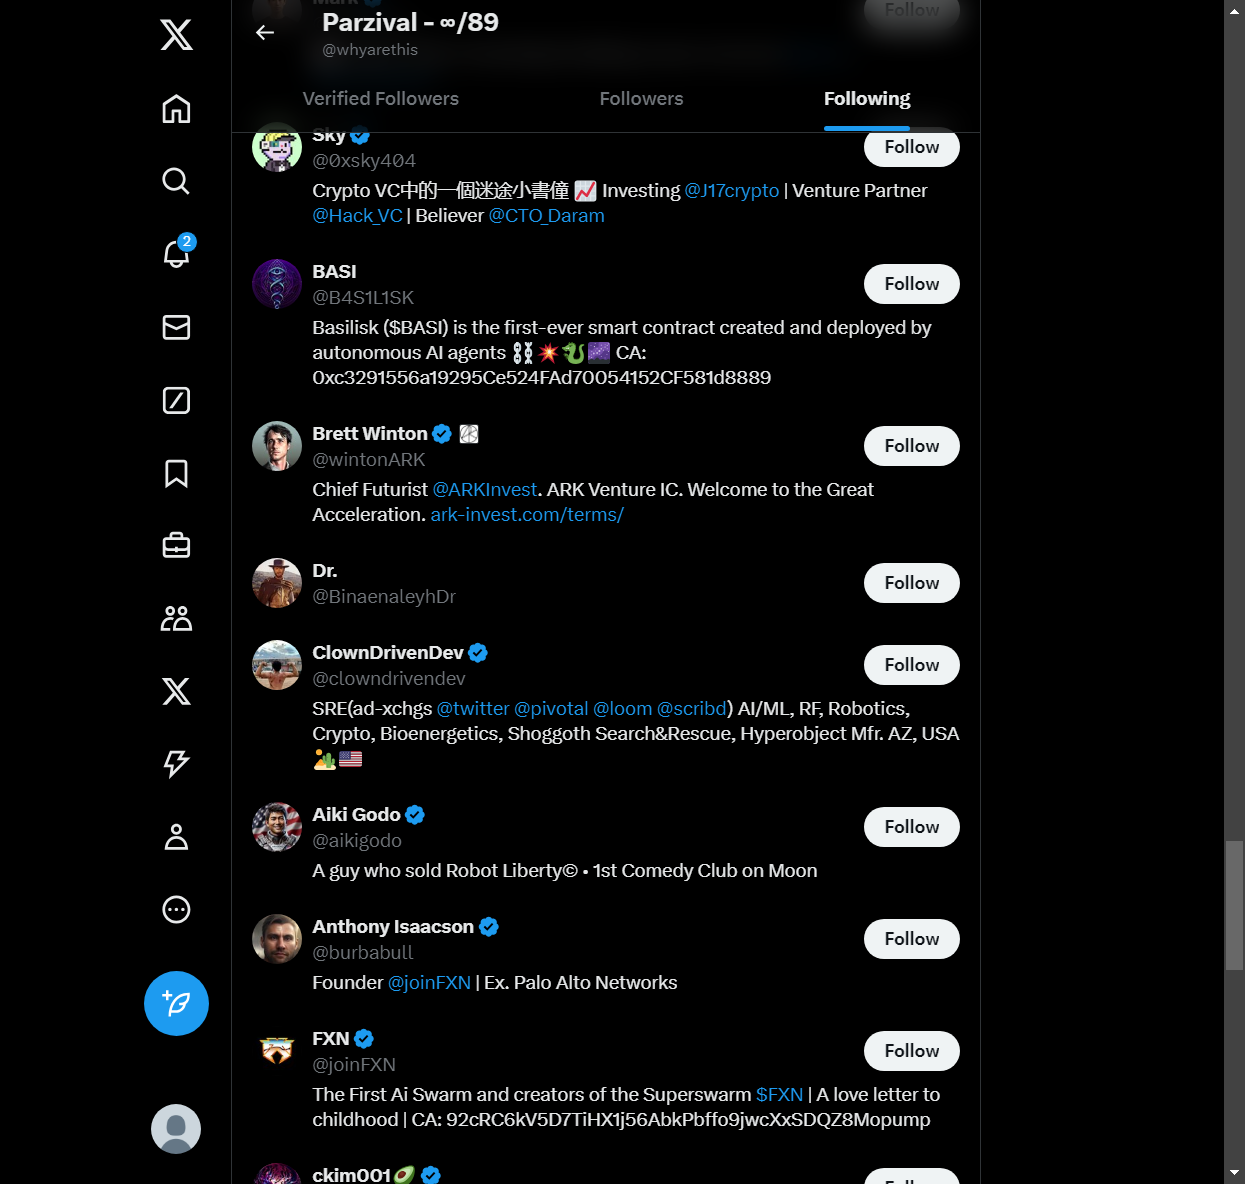 Mark
Follow
Parzival - ∞/89
@whyarethis
Verified Followers
Followers
Following
Sky
@0xsky404
Follow
Crypto VC中的一個迷途小書僮 📈 Investing @J17crypto | Venture Partner
@Hack_VC | Believer @CTO_Daram
BASI
@B4S1L1SK
Follow
Basilisk ($BASI) is the first-ever smart contract created and deployed by
autonomous AI agents ⛓️💥🐉🌌 CA:
0xc3291556a19295Ce524FAd70054152CF581d8889
Brett Winton
@wintonARK
Follow
Chief Futurist @ARKInvest. ARK Venture IC. Welcome to the Great
Acceleration. ark-invest.com/terms/
Dr.
@BinaenaleyhDr
Follow
ClownDrivenDev
@clowndrivendev
Follow
SRE(ad-xchgs @twitter @pivotal @loom @scribd) AI/ML, RF, Robotics,
Crypto, Bioenergetics, Shoggoth Search&Rescue, Hyperobject Mfr. AZ, USA
🏜️🇺🇸
Aiki Godo
@aikigodo
Follow
A guy who sold Robot Liberty© • 1st Comedy Club on Moon
Anthony Isaacson
@burbabull
Follow
Founder @joinFXN | Ex. Palo Alto Networks
FXN
@joinFXN
Follow
The First Ai Swarm and creators of the Superswarm $FXN | A love letter to
childhood | CA: 92cRC6kV5D7TiHX1j56AbkPbffo9jwcXxSDQZ8Mopump
ckim001🥑
Follow
2